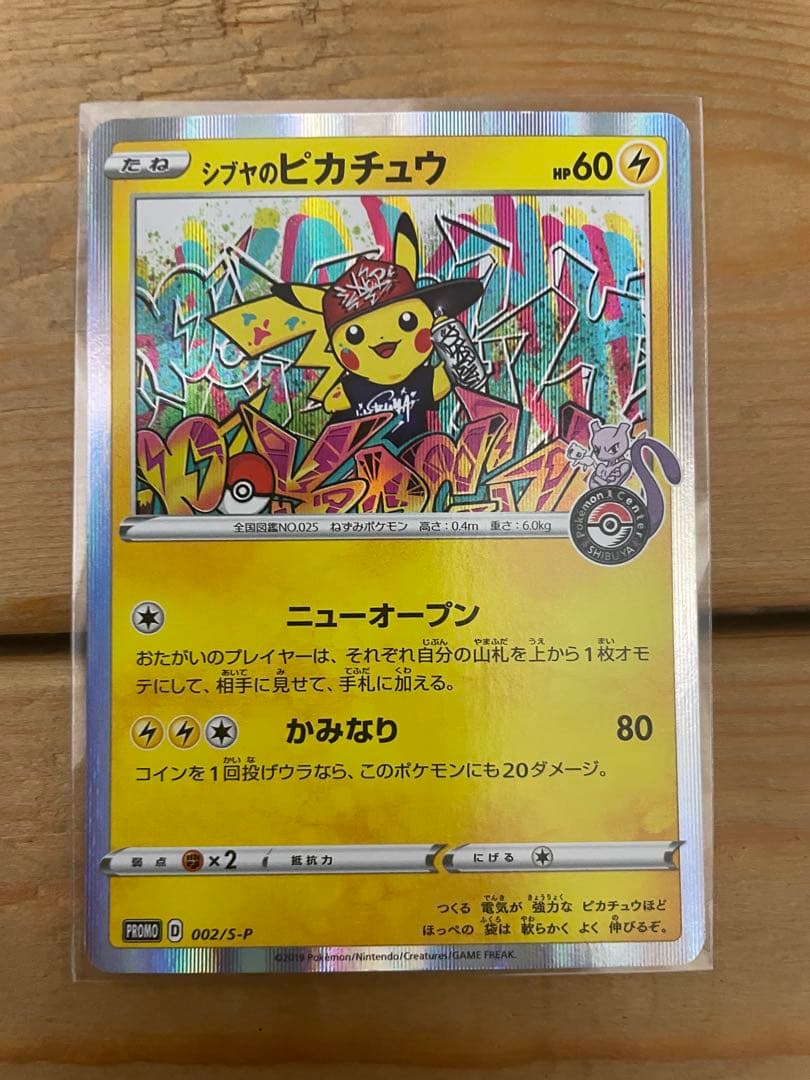 たね シブヤのピカチュウ HP60
全国図鑑NO.025 ねずみポケモン 高さ：0.4m 重さ：6.0kg
Pokémon Center
SHIBUYA
ニューオープン
おたがいのプレイヤーは、それぞれ自分の山札を上から1枚オモ
テにして、相手に見せて、手札に加える。
かみなり 80
コインを1回投げウラなら、このポケモンにも20ダメージ。
弱点 ×2 抵抗力 にげる
つくる 電気が 強力な ピカチュウほど
ほっぺの 袋は 軟らかく よく 伸びるぞ。
PROMO D 002/S-P
©2019 Pokémon/Nintendo/Creatures/GAME FREAK.